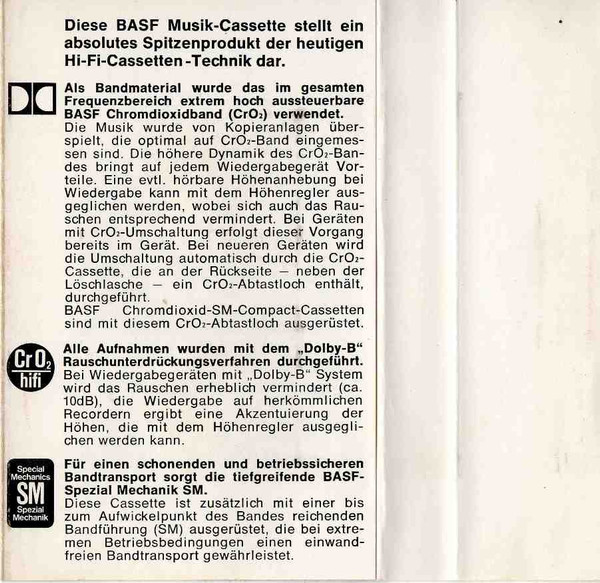 Diese BASF Musik-Cassette stellt ein
absolutes Spitzenprodukt der heutigen
Hi-Fi-Cassetten-Technik dar.
Als Bandmaterial wurde das im gesamten
Frequenzbereich extrem hoch aussteuerbare
BASF Chromdioxidband (CrO₂) verwendet.
Die Musik wurde von Kopieranlagen über-
spielt, die optimal auf CrO₂-Band eingemes-
sen sind. Die höhere Dynamik des CrO₂-Ban-
des bringt auf jedem Wiedergabegerät Vor-
teile. Eine evtl. hörbare Höhenanhebung bei
Wiedergabe kann mit dem Höhenregler aus-
geglichen werden, wobei sich auch das Rau-
schen entsprechend vermindert. Bei Geräten
mit CrO₂-Umschaltung erfolgt dieser Vorgang
bereits im Gerät. Bei neueren Geräten wird
die Umschaltung automatisch durch die CrO₂-
Cassette, die an der Rückseite — neben der
Löschlasche — ein CrO₂-Abtastloch enthält,
durchgeführt.
BASF Chromdioxid-SM-Compact-Cassetten
sind mit diesem CrO₂-Abtastloch ausgerüstet.
CrO₂
hifi
Alle Aufnahmen wurden mit dem „Dolby-B“
Rauschunterdrückungsverfahren durchgeführt.
Bei Wiedergabegeräten mit „Dolby-B“ System
wird das Rauschen erheblich vermindert (ca.
10dB), die Wiedergabe auf herkömmlichen
Recordern ergibt eine Akzentuierung der
Höhen, die mit dem Höhenregler ausgegli-
chen werden kann.
Special
Mechanics
SM
Spezial
Mechanik
Für einen schonenden und betriebssicheren
Bandtransport sorgt die tiefgreifende BASF-
Spezial Mechanik SM.
Diese Cassette ist zusätzlich mit einer bis
zum Aufwickelpunkt des Bandes reichenden
Bandführung (SM) ausgerüstet, die bei extre-
men Betriebsbedingungen einen einwand-
freien Bandtransport gewährleistet.